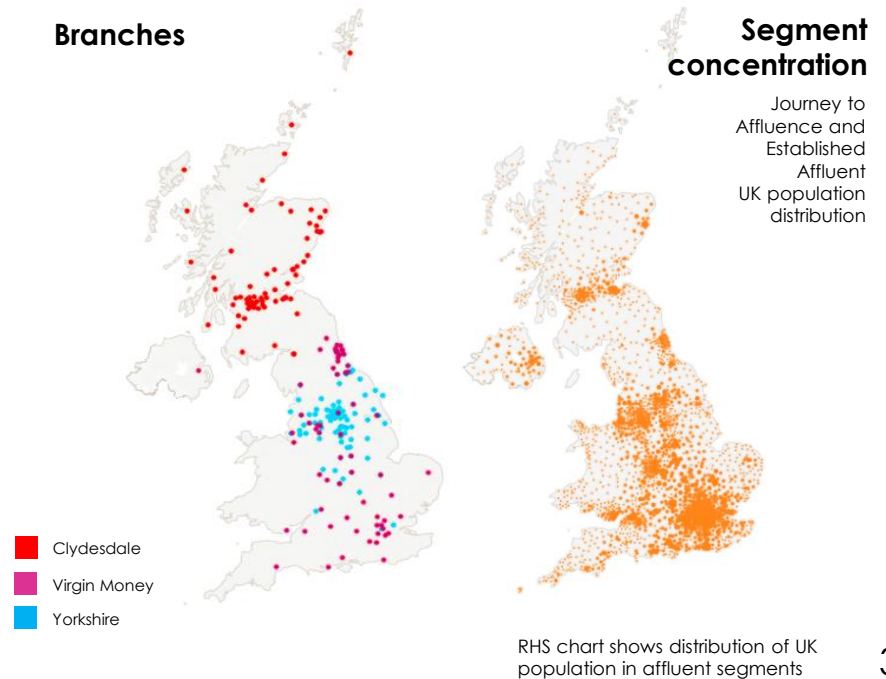 Branches
Segment
concentration
Journey to
Affluence and
Established
Affluent
UK population
distribution
Clydesdale
Virgin Money
Yorkshire
RHS chart shows distribution of UK
population in affluent segments